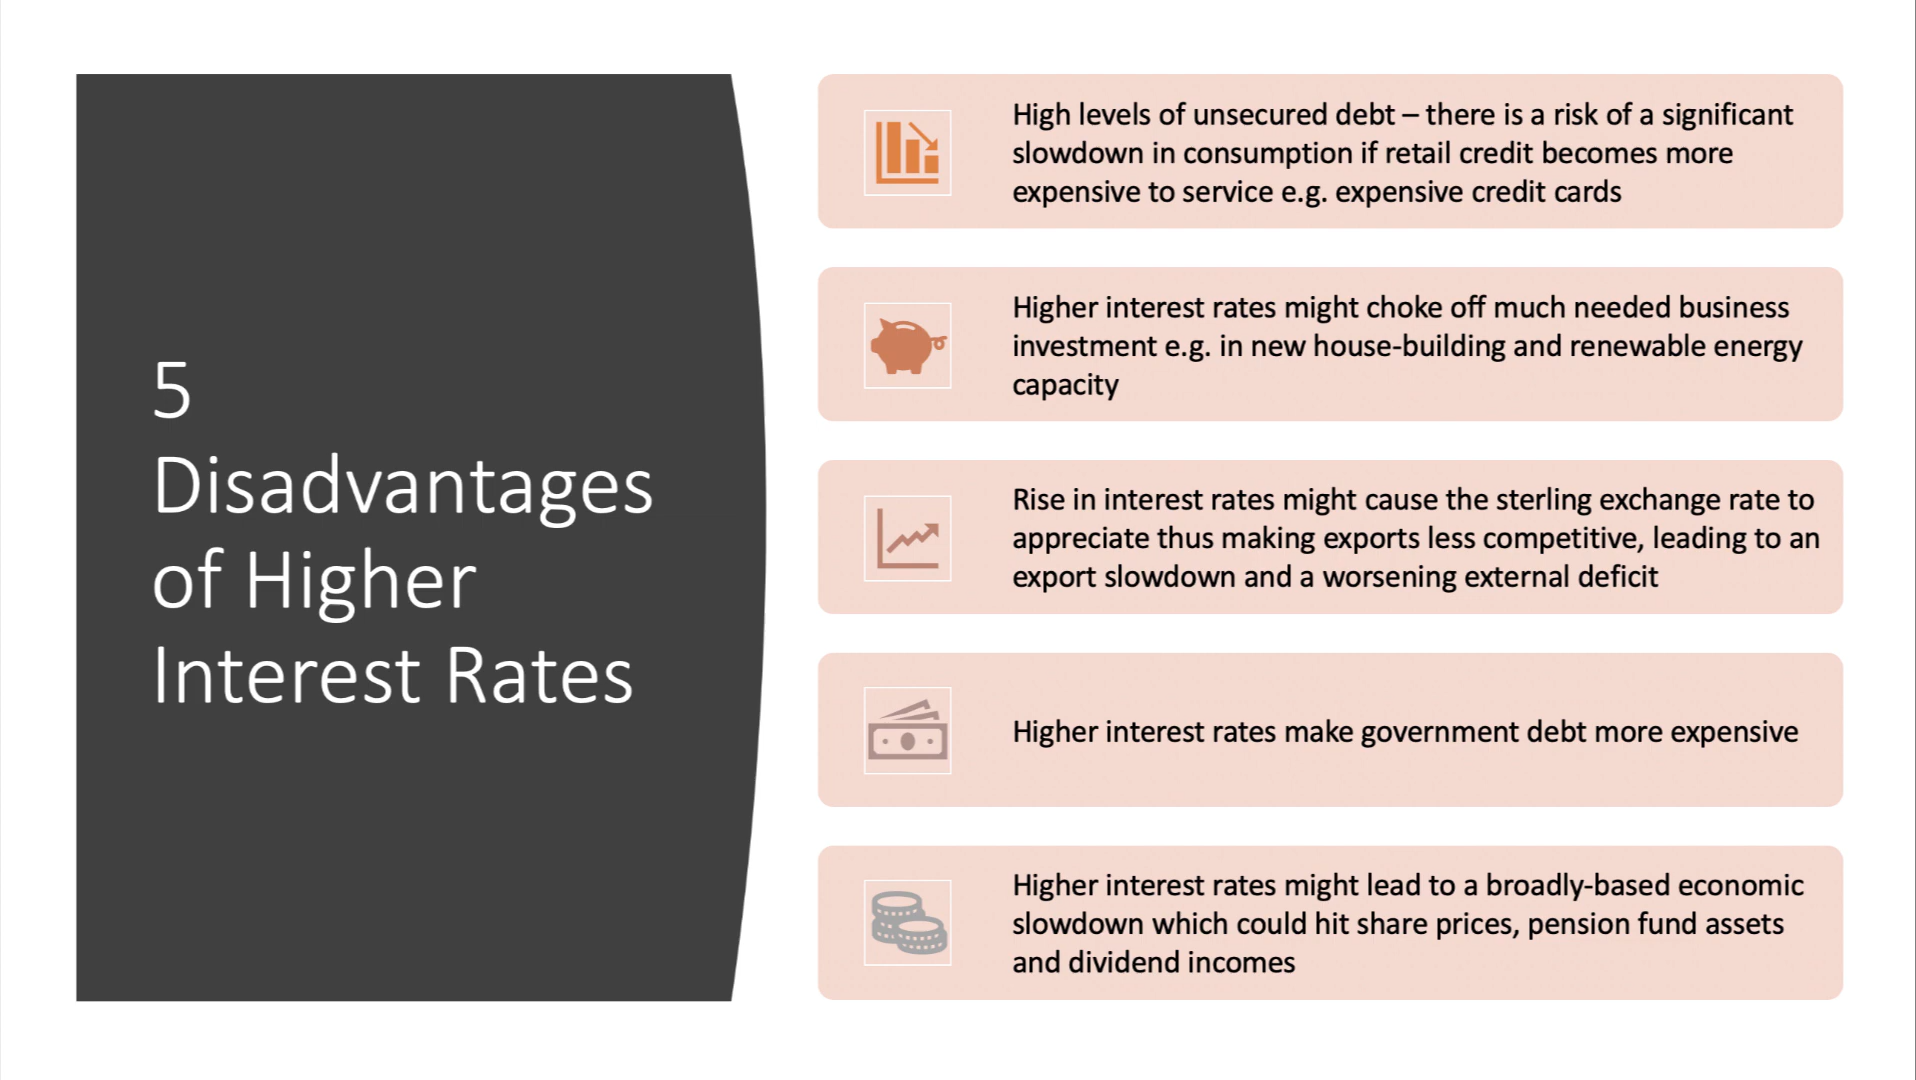 5
Disadvantages
of Higher
Interest Rates
High levels of unsecured debt – there is a risk of a significant
slowdown in consumption if retail credit becomes more
expensive to service e.g. expensive credit cards
Higher interest rates might choke off much needed business
investment e.g. in new house-building and renewable energy
capacity
Rise in interest rates might cause the sterling exchange rate to
appreciate thus making exports less competitive, leading to an
export slowdown and a worsening external deficit
Higher interest rates make government debt more expensive
Higher interest rates might lead to a broadly-based economic
slowdown which could hit share prices, pension fund assets
and dividend incomes